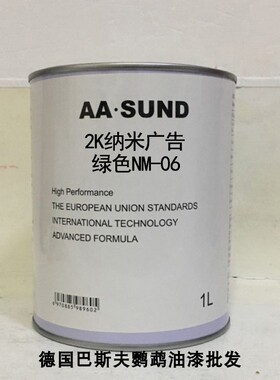 AA·SUND
2K纳米广告
绿色NM-06
High Performance
THE EUROPEAN UNION STANDARDS
INTERNATIONAL TECHNOLOGY
ADVANCED FORMULA
1L
德国巴斯夫鹦鹉油漆批发